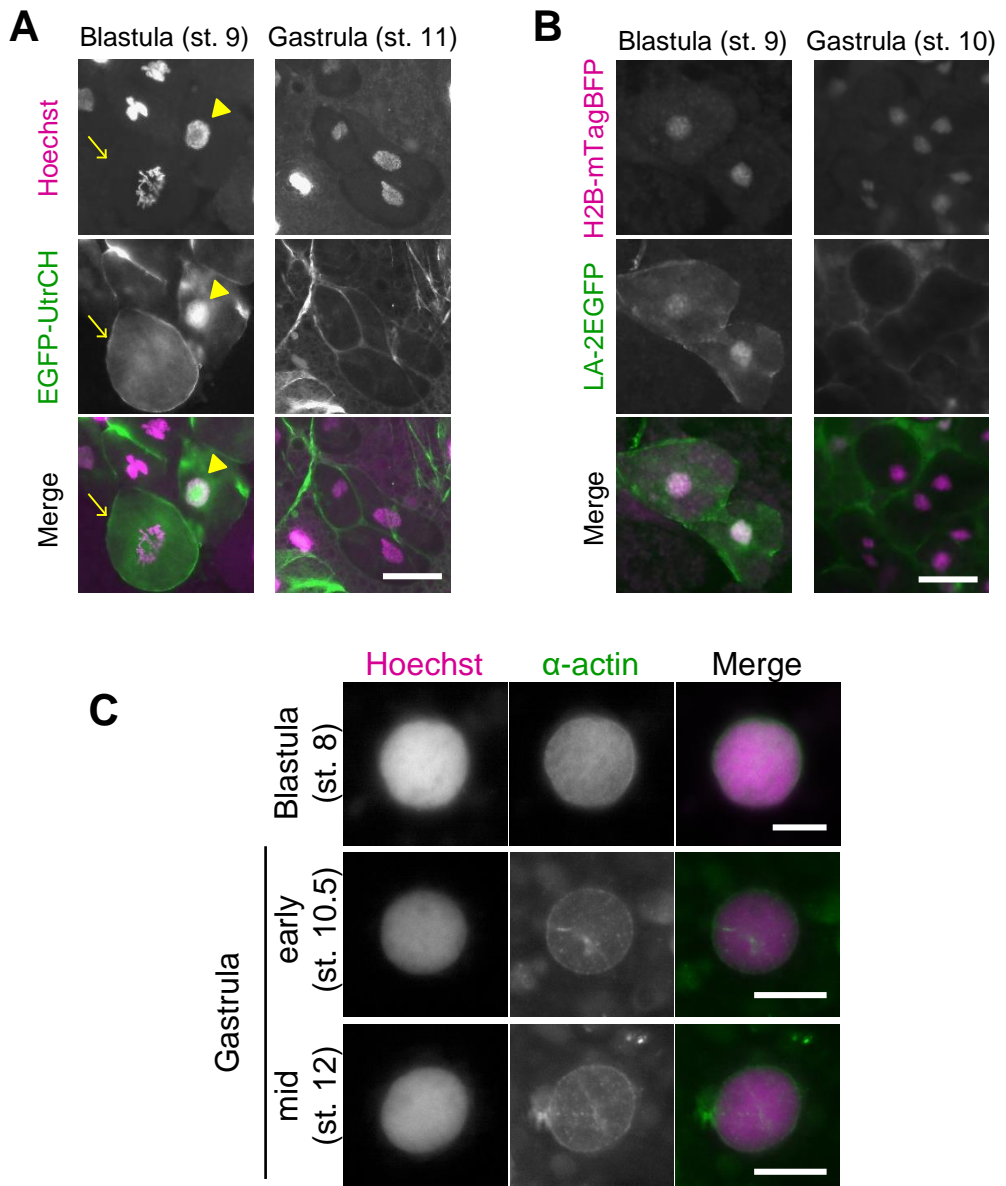 A
Blastula (st. 9)
Gastrula (st. 11)
Hoechst
EGFP-UtrCH
Merge
B
Blastula (st. 9)
Gastrula (st. 10)
H2B-mTagBFP
LA-2EGFP
Merge
C
Hoechst
α-actin
Merge
Blastula
(st. 8)
Gastrula
early
(st. 10.5)
mid
(st. 12)